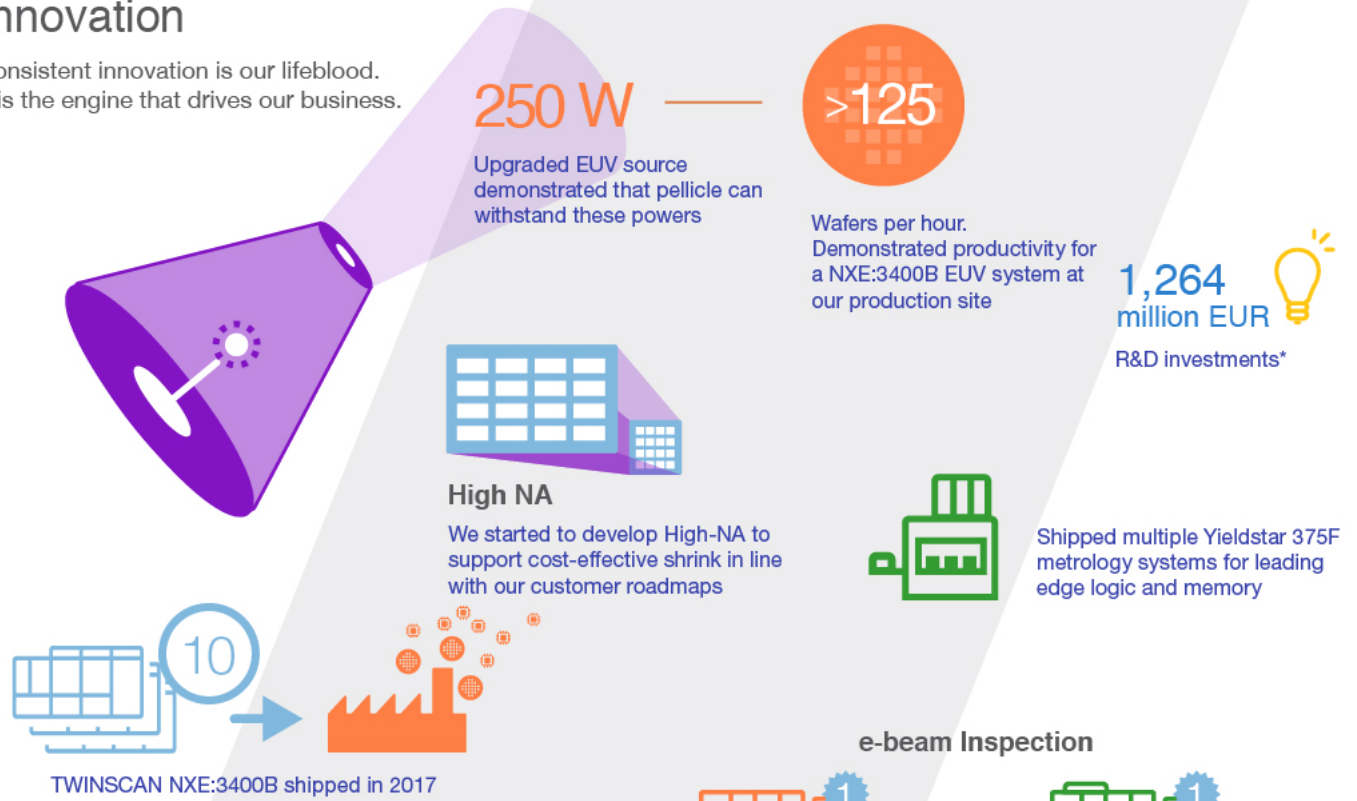 nnovation
onsistent innovation is our lifeblood.
is the engine that drives our business.
250 W
Upgraded EUV source
demonstrated that pellicle can
withstand these powers
>125
Wafers per hour.
Demonstrated productivity for
a NXE:3400B EUV system at
our production site
1,264
million EUR
R&D investments*
High NA
We started to develop High-NA to
support cost-effective shrink in line
with our customer roadmaps
Shipped multiple Yieldstar 375F
metrology systems for leading
edge logic and memory
10
TWINSCAN NXE:3400B shipped in 2017
e-beam Inspection
1
1